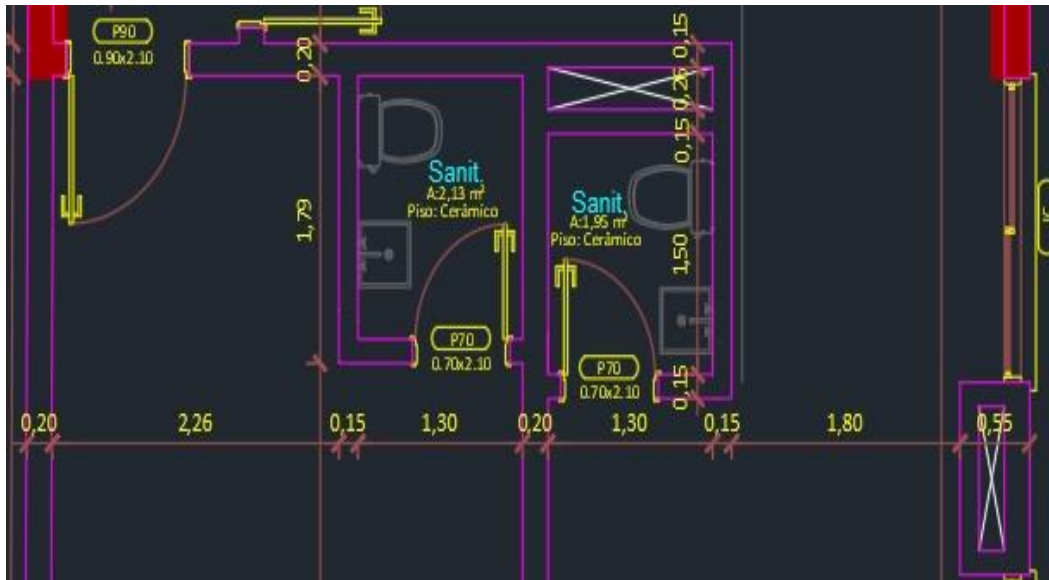 P90
0.90x2.10
0,20
0,15
0,26
0,15
Sanit.
A:2,13 m²
Piso: Cerâmico
Sanit.
A:1,95 m²
Piso: Cerâmico
1,79
1,50
P70
0.70x2.10
P70
0.70x2.10
0,15
0,20
2,26
0,15
1,30
0,20
1,30
0,15
1,80
0,55